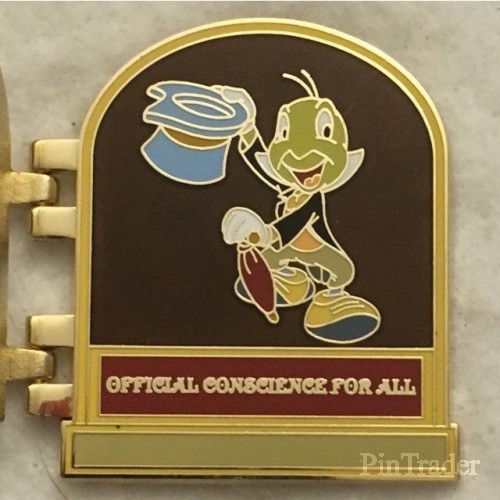 OFFICIAL CONSCIENCE FOR ALL
PinTrader